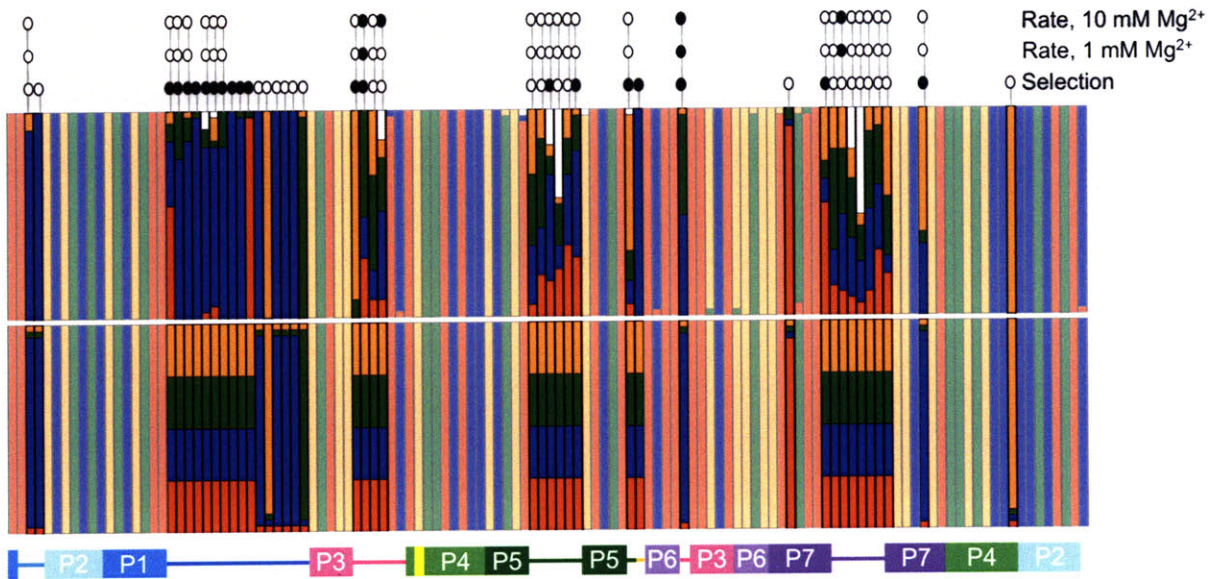 Rate, 10 mM Mg²⁺
Rate, 1 mM Mg²⁺
Selection
P2 P1 P3 P4 P5 P5 P6 P3 P6 P7 P7 P4 P2